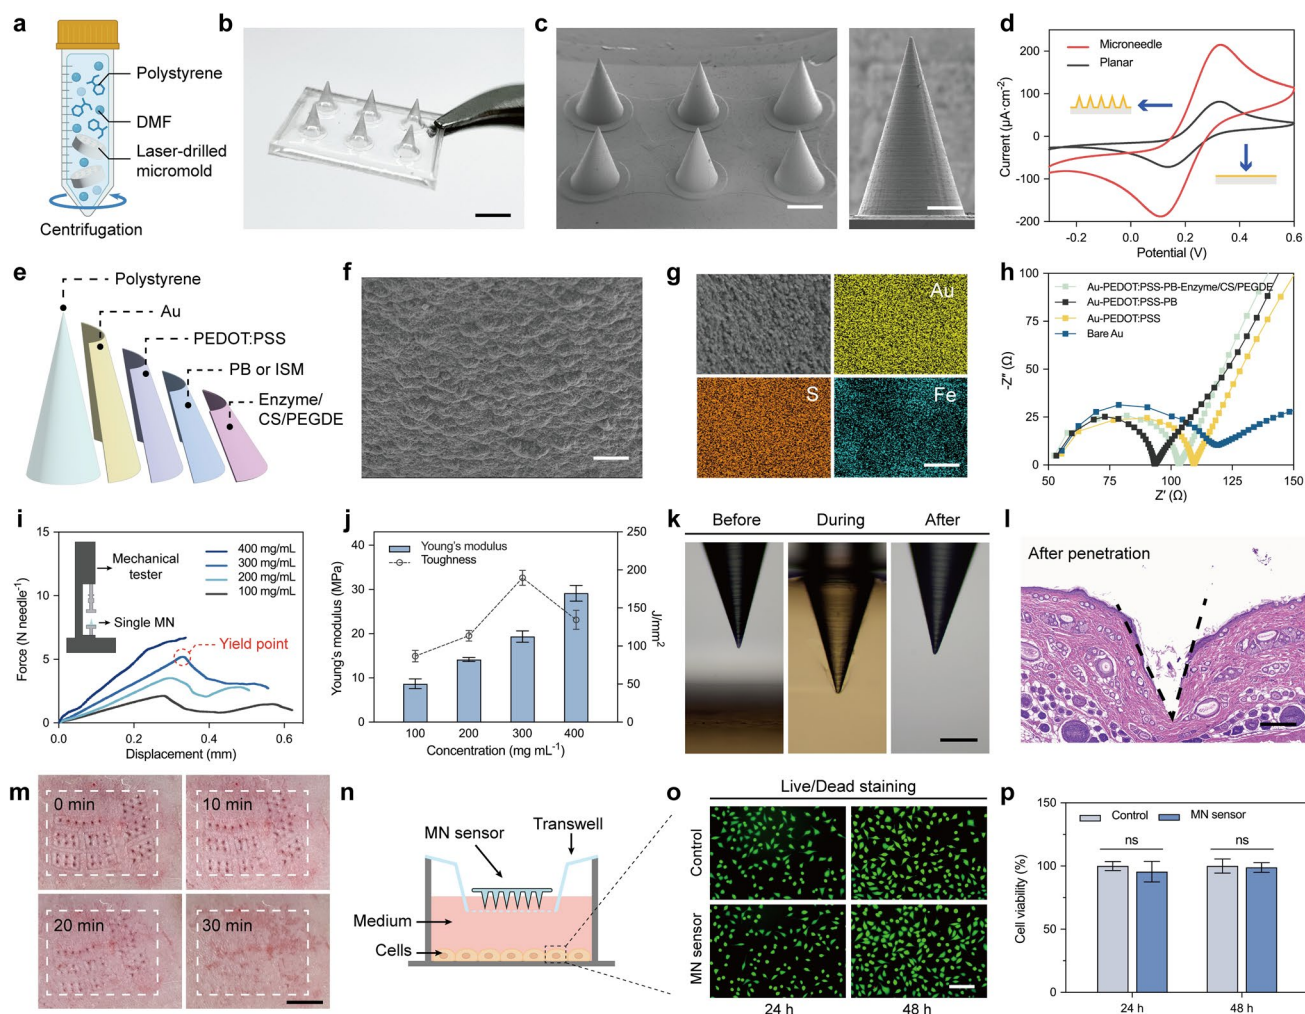 a
Polystyrene
DMF
Laser-drilled
micromold
Centrifugation
b
c
d
Current (µA·cm⁻²)
200
100
0
-100
-200
Microneedle
Planar
-0.2
0.0
0.2
0.4
0.6
Potential (V)
e
Polystyrene
Au
PEDOT:PSS
PB or ISM
Enzyme/
CS/PEGDE
f
g
Au
S
Fe
h
-Z″ (Ω)
100
75
50
25
0
Au-PEDOT:PSS-PB-Enzyme/CS/PEGDE
Au-PEDOT:PSS-PB
Au-PEDOT:PSS
Bare Au
50
75
100
125
150
Z′ (Ω)
i
Force (N needle⁻¹)
15
10
5
0
Mechanical
tester
Single MN
400 mg/mL
300 mg/mL
200 mg/mL
100 mg/mL
Yield point
0.0
0.2
0.4
0.6
Displacement (mm)
j
Young's modulus (MPa)
40
30
20
10
0
Young's modulus
Toughness
250
200
150
100
50
0
J/mm²
100
200
300
400
Concentration (mg mL⁻¹)
k
Before
During
After
l
After penetration
m
0 min
10 min
20 min
30 min
n
MN sensor
Transwell
Medium
Cells
o
Live/Dead staining
Control
MN sensor
24 h
48 h
p
Cell viability (%)
150
100
50
0
Control
MN sensor
ns
ns
24 h
48 h